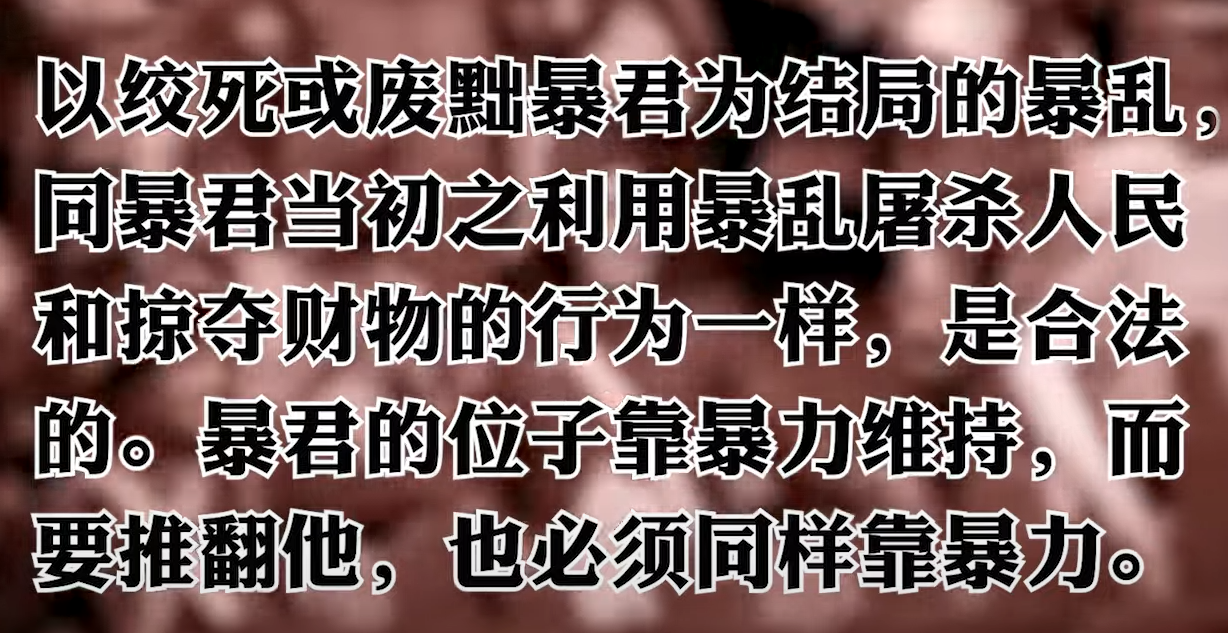 以绞死或废黜暴君为结局的暴乱，
同暴君当初之利用暴乱屠杀人民
和掠夺财物的行为一样，是合法
的。暴君的位子靠暴力维持，而
要推翻他，也必须同样靠暴力。